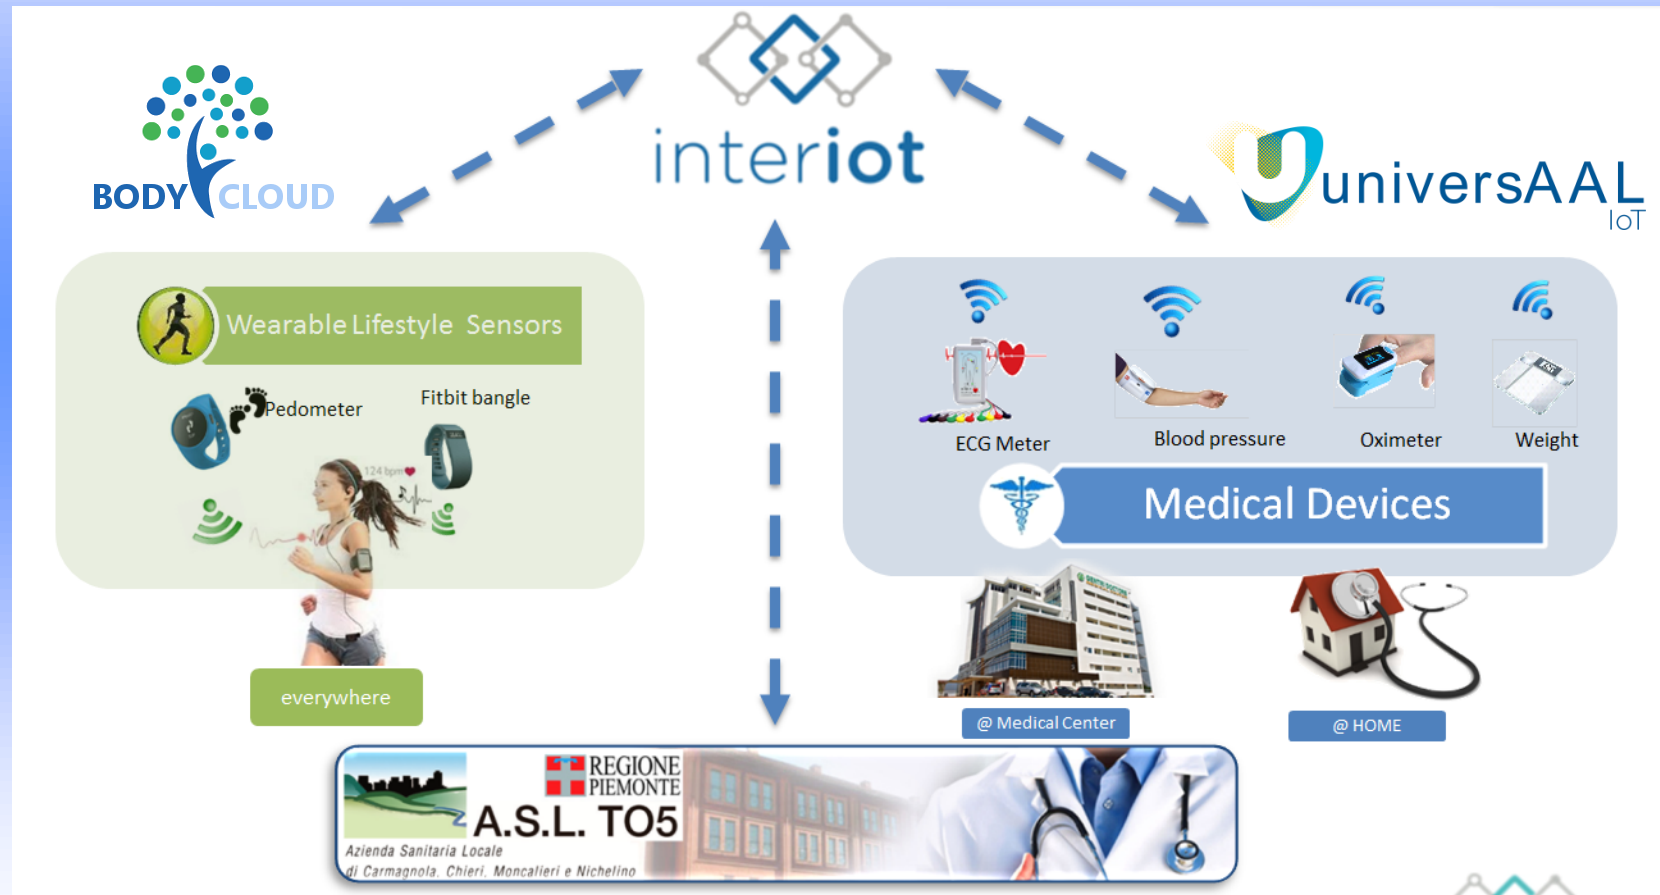 interiot
BODY CLOUD
universAAL
IoT
Wearable Lifestyle Sensors
Pedometer
Fitbit bangle
124 bpm
ECG Meter
Blood pressure
Oximeter
Weight
Medical Devices
everywhere
@ Medical Center
@ HOME
REGIONE
PIEMONTE
A.S.L. TO5
Azienda Sanitaria Locale
di Carmagnola, Chieri, Moncalieri e Nichelino